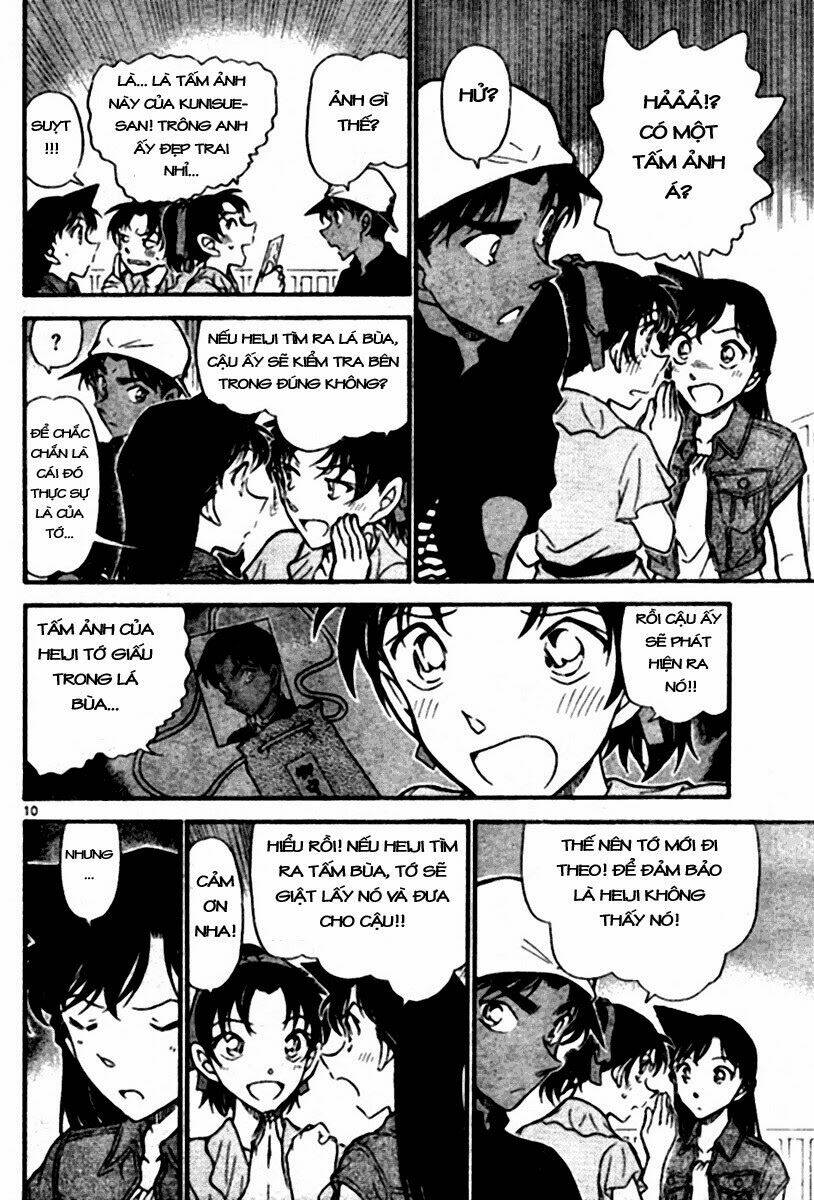 HẢẢẢ!?
CÓ MỘT
TẤM ẢNH
Á?
HỬ?
ẢNH GÌ
THẾ?
LÀ... LÀ TẤM ẢNH
NÀY CỦA KUNISUE-
SAN! TRÔNG ANH
ẤY ĐẸP TRAI
NHỈ...
SUYT
!!!
NẾU HEIJI TÌM RA LÁ BÙA,
CẬU ẤY SẼ KIỂM TRA BÊN
TRONG ĐÚNG KHÔNG?
?
ĐỂ CHẮC
CHẮN LÀ
CÁI ĐÓ
THỰC SỰ
LÀ CỦA
TỚ...
RỒI CẬU ẤY
SẼ PHÁT
HIỆN RA
NÓ!!
TẤM ẢNH CỦA
HEIJI TỚ GIẤU
TRONG LÁ
BÙA...
10
THẾ NÊN TỚ MỚI ĐI
THEO! ĐỂ ĐẢM BẢO
LÀ HEIJI KHÔNG
THẤY NÓ!
HIỂU RỒI! NẾU HEIJI TÌM
RA TẤM BÙA, TỚ SẼ
GIẬT LẤY NÓ VÀ ĐƯA
CHO CẬU!!
CẢM
ƠN
NHA!
NHƯNG
...